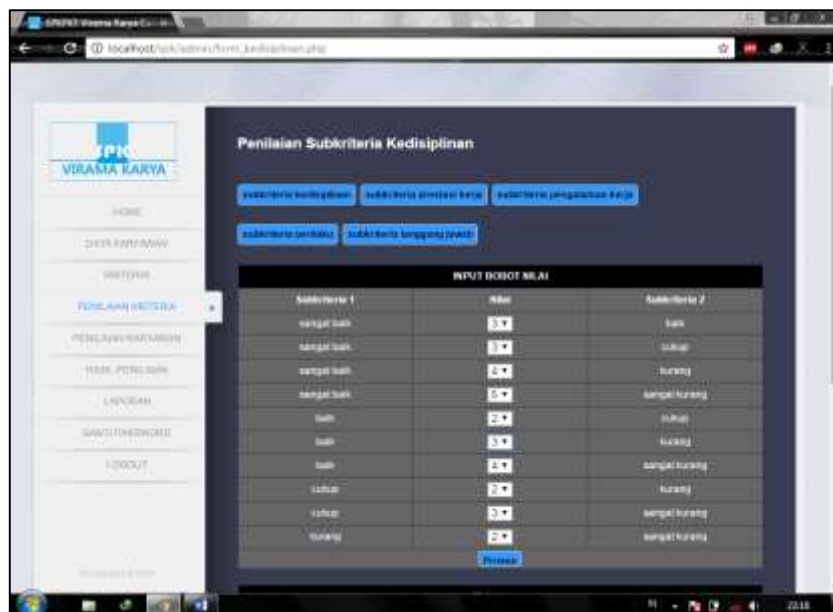 localhost/spk/admin/form_kedisiplinan.php
SPK
VIRAMA KARYA
HOME
DATA KARYAWAN
KRITERIA
PENILAIAN KRITERIA
PENILAIAN KARYAWAN
HASIL PENILAIAN
LAPORAN
GANTI PASSWORD
LOGOUT
Penilaian Subkriteria Kedisiplinan
subkriteria kedisiplinan subkriteria prestasi kerja subkriteria pengalaman kerja
subkriteria perilaku subkriteria tanggung jawab
INPUT BOBOT NILAI
Subkriteria 1 Nilai Subkriteria 2
sangat baik 3 baik
sangat baik 3 cukup
sangat baik 4 kurang
sangat baik 5 sangat kurang
baik 2 cukup
baik 3 kurang
baik 4 sangat kurang
cukup 2 kurang
cukup 3 sangat kurang
kurang 2 sangat kurang
Proses
22:18